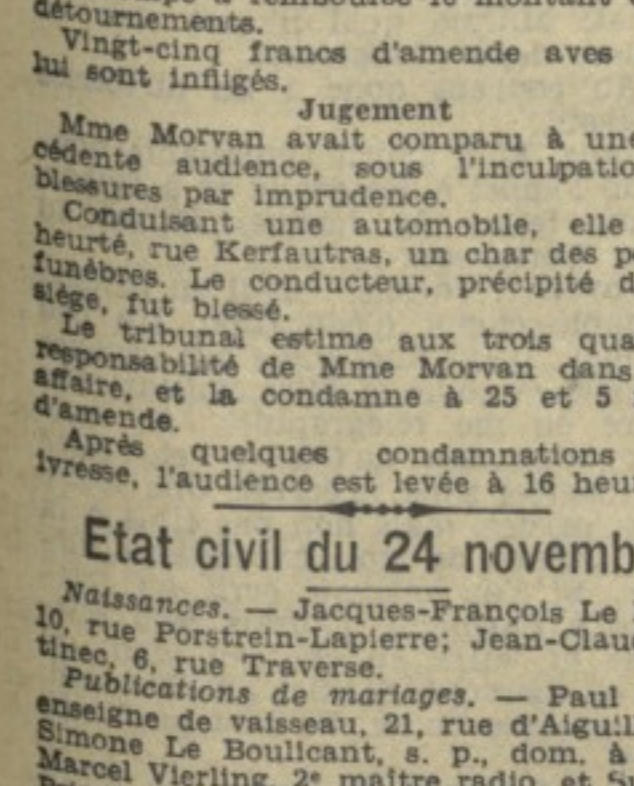 détournements.
Vingt-cinq francs d'amende aves
lui sont infligés.
Jugement
Mme Morvan avait comparu à une
cédente audience, sous l'inculpatio
blessures par imprudence.
Conduisant une automobile, elle
heurté, rue Kerfautras, un char des p
funèbres. Le conducteur, précipité d
siège, fut blessé.
Le tribunal estime aux trois qua
responsabilité de Mme Morvan dans
affaire, et la condamne à 25 et 5
d'amende.
Après quelques condamnations
ivresse, l'audience est levée à 16 heu
Etat civil du 24 novemb
Naissances. — Jacques-François Le
10, rue Porstrein-Lapierre; Jean-Claud
tinec, 6, rue Traverse.
Publications de mariages. — Paul
enseigne de vaisseau, 21, rue d'Aiguill
Simone Le Boulicant, s. p., dom. à
Marcel Vierling, 2e maître radio, et Su